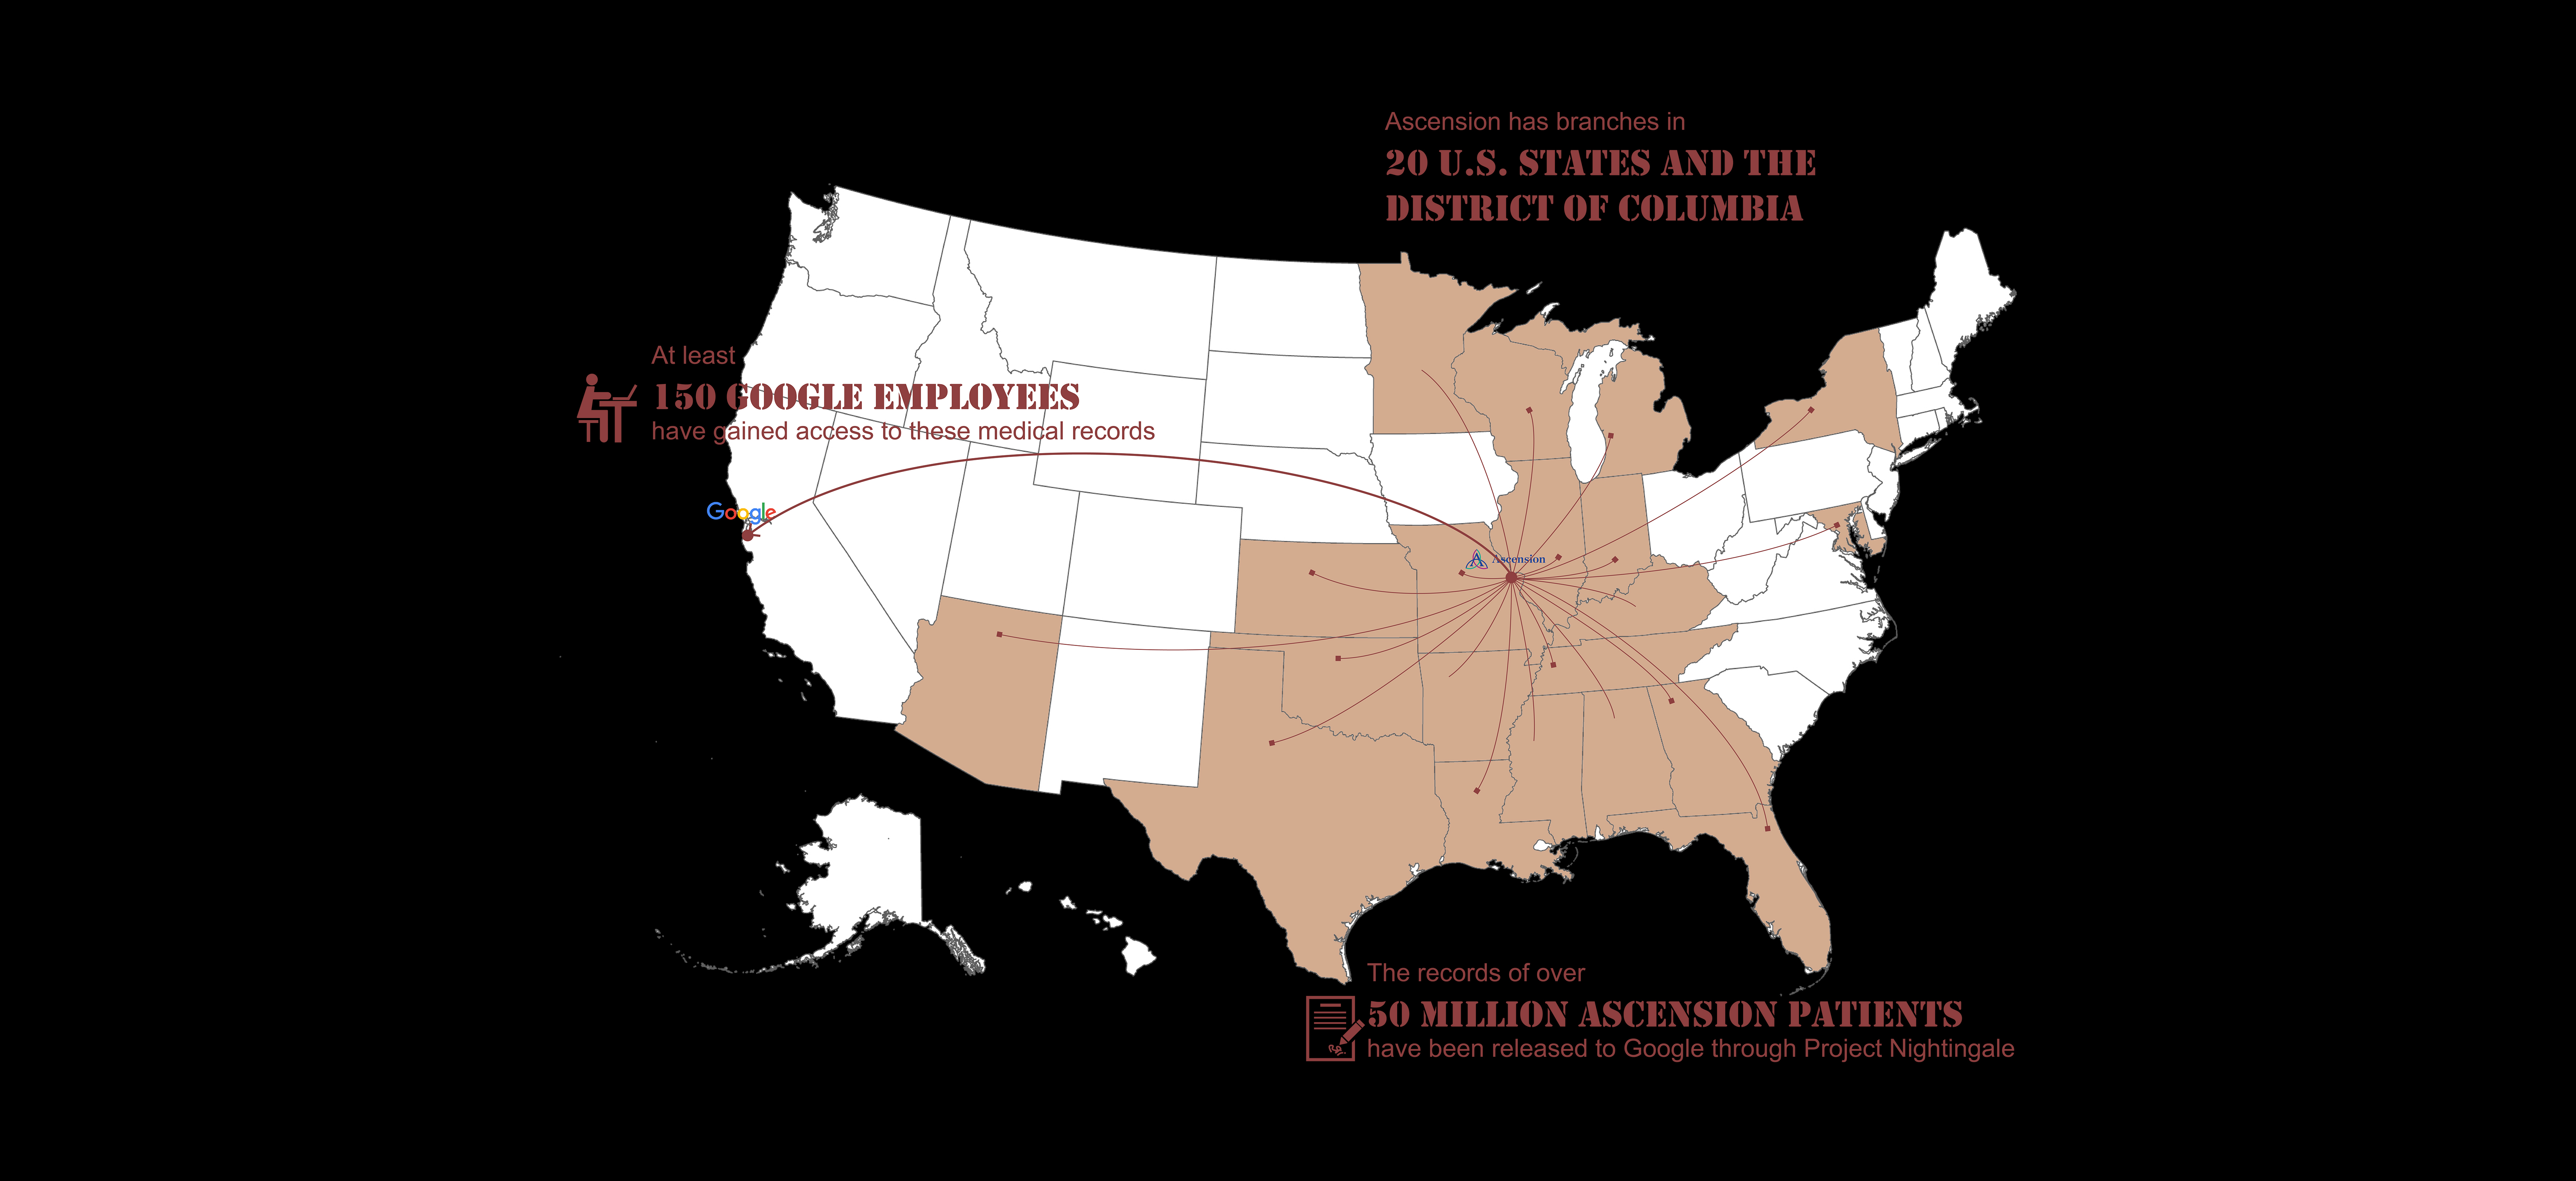 Ascension has branches in
20 U.S. STATES AND THE
DISTRICT OF COLUMBIA
At least
150 GOOGLE EMPLOYEES
have gained access to these medical records
Google
Ascension
The records of over
50 MILLION ASCENSION PATIENTS
have been released to Google through Project Nightingale